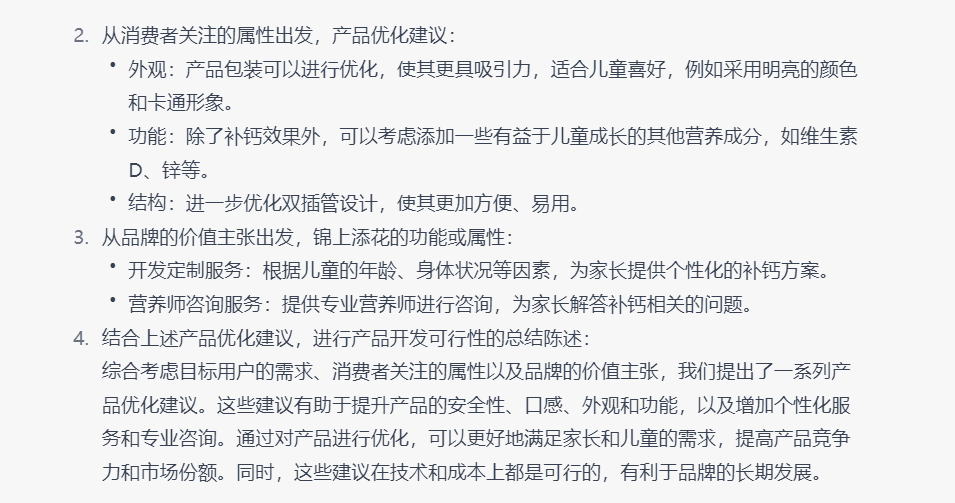 2. 从消费者关注的属性出发，产品优化建议：
• 外观：产品包装可以进行优化，使其更具吸引力，适合儿童喜好，例如采用明亮的颜色
和卡通形象。
• 功能：除了补钙效果外，可以考虑添加一些有益于儿童成长的其他营养成分，如维生素
D、锌等。
• 结构：进一步优化双插管设计，使其更加方便、易用。
3. 从品牌的价值主张出发，锦上添花的功能或属性：
• 开发定制服务：根据儿童的年龄、身体状况等因素，为家长提供个性化的补钙方案。
• 营养师咨询服务：提供专业营养师进行咨询，为家长解答补钙相关的问题。
4. 结合上述产品优化建议，进行产品开发可行性的总结陈述：
综合考虑目标用户的需求、消费者关注的属性以及品牌的价值主张，我们提出了一系列产
品优化建议。这些建议有助于提升产品的安全性、口感、外观和功能，以及增加个性化服
务和专业咨询。通过对产品进行优化，可以更好地满足家长和儿童的需求，提高产品竞争
力和市场份额。同时，这些建议在技术和成本上都是可行的，有利于品牌的长期发展。